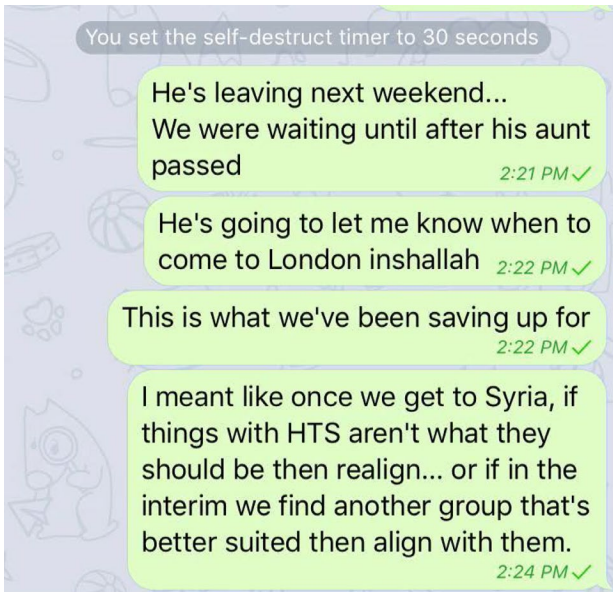 You set the self-destruct timer to 30 seconds
He's leaving next weekend...
We were waiting until after his aunt
passed
2:21 PM
He's going to let me know when to
come to London inshallah
2:22 PM
This is what we've been saving up for
2:22 PM
I meant like once we get to Syria, if
things with HTS aren't what they
should be then realign... or if in the
interim we find another group that's
better suited then align with them.
2:24 PM